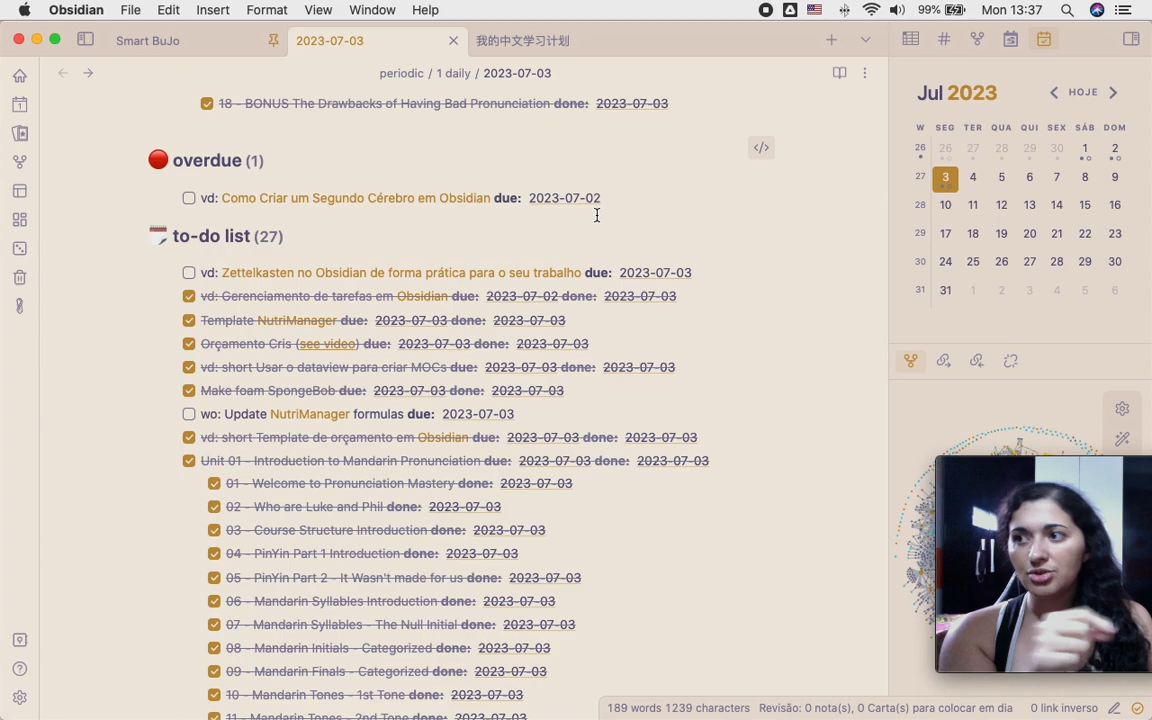 Obsidian File Edit Insert Format View Window Help 99% Mon 13:37
Smart BuJo 2023-07-03 我的中文学习计划
periodic / 1 daily / 2023-07-03
18 - BONUS The Drawbacks of Having Bad Pronunciation done: 2023-07-03
overdue (1)
vd: Como Criar um Segundo Cérebro em Obsidian due: 2023-07-02
to-do list (27)
vd: Zettelkasten no Obsidian de forma prática para o seu trabalho due: 2023-07-03
vd: Gerenciamento de tarefas em Obsidian due: 2023-07-02 done: 2023-07-03
Template NutriManager due: 2023-07-03 done: 2023-07-03
Orçamento Cris (see video) due: 2023-07-03 done: 2023-07-03
vd: short Usar o dataview para criar MOCs due: 2023-07-03 done: 2023-07-03
Make foam SpongeBob due: 2023-07-03 done: 2023-07-03
wo: Update NutriManager formulas due: 2023-07-03
vd: short Template de orçamento em Obsidian due: 2023-07-03 done: 2023-07-03
Unit 01 - Introduction to Mandarin Pronunciation due: 2023-07-03 done: 2023-07-03
01 - Welcome to Pronunciation Mastery done: 2023-07-03
02 - Who are Luke and Phil done: 2023-07-03
03 - Course Structure Introduction done: 2023-07-03
04 - PinYin Part 1 Introduction done: 2023-07-03
05 - PinYin Part 2 - It Wasn't made for us done: 2023-07-03
06 - Mandarin Syllables Introduction done: 2023-07-03
07 - Mandarin Syllables - The Null Initial done: 2023-07-03
08 - Mandarin Initials - Categorized done: 2023-07-03
09 - Mandarin Finals - Categorized done: 2023-07-03
10 - Mandarin Tones - 1st Tone done: 2023-07-03
11 - Mandarin Tones - 2nd Tone done: 2023-07-03
Jul 2023 HOJE
W SEG TER QUA QUI SEX SÁB DOM
26 26 27 28 29 30 1 2
27 3 4 5 6 7 8 9
28 10 11 12 13 14 15 16
29 17 18 19 20 21 22 23
30 24 25 26 27 28 29 30
31 31 1 2 3 4 5 6
189 words 1239 characters Revisão: 0 nota(s), 0 Carta(s) para colocar em dia 0 link inverso